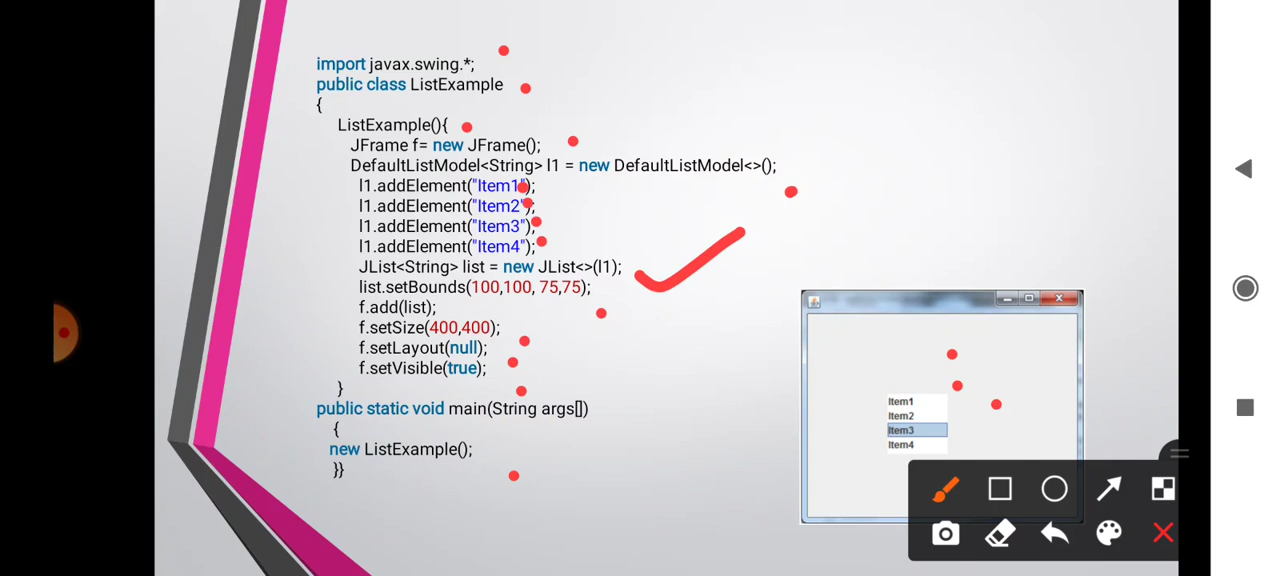 import javax.swing.*;
public class ListExample
{
ListExample(){
JFrame f= new JFrame();
DefaultListModel<String> l1 = new DefaultListModel<>();
l1.addElement("Item1");
l1.addElement("Item2");
l1.addElement("Item3");
l1.addElement("Item4");
JList<String> list = new JList<>(l1);
list.setBounds(100,100, 75,75);
f.add(list);
f.setSize(400,400);
f.setLayout(null);
f.setVisible(true);
}
public static void main(String args[])
{
new ListExample();
}}
Item1
Item2
Item3
Item4